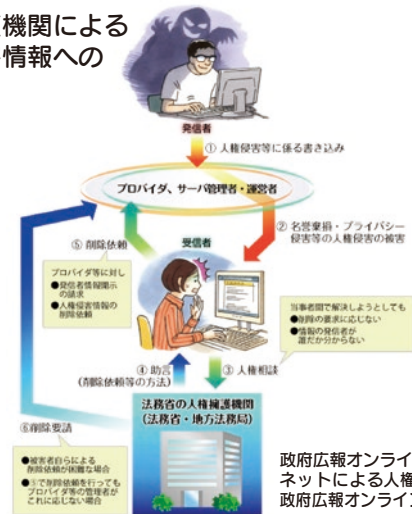 機関による
情報への
発信者
① 人権侵害等に係る書き込み
プロバイダ、サーバ管理者・運営者
② 名誉棄損・プライバシー
侵害等の人権侵害の被害
⑤ 削除依頼
受信者
プロバイダ等に対し
●発信者情報開示
の請求
●人権侵害情報の
削除依頼
当事者間で解決しようとしても
●削除の要求に応じない
●情報の発信者が
誰だか分からない
④ 助言
(削除依頼等の方法)
③ 人権相談
法務省の人権擁護機関
(法務省・地方法務局)
⑥削除要請
●被害者自らによる
削除依頼が困難な場合
●⑤で削除依頼を行っても
プロバイダ等の管理者が
これに応じない場合
政府広報オンライ
ネットによる人権
政府広報オンライ